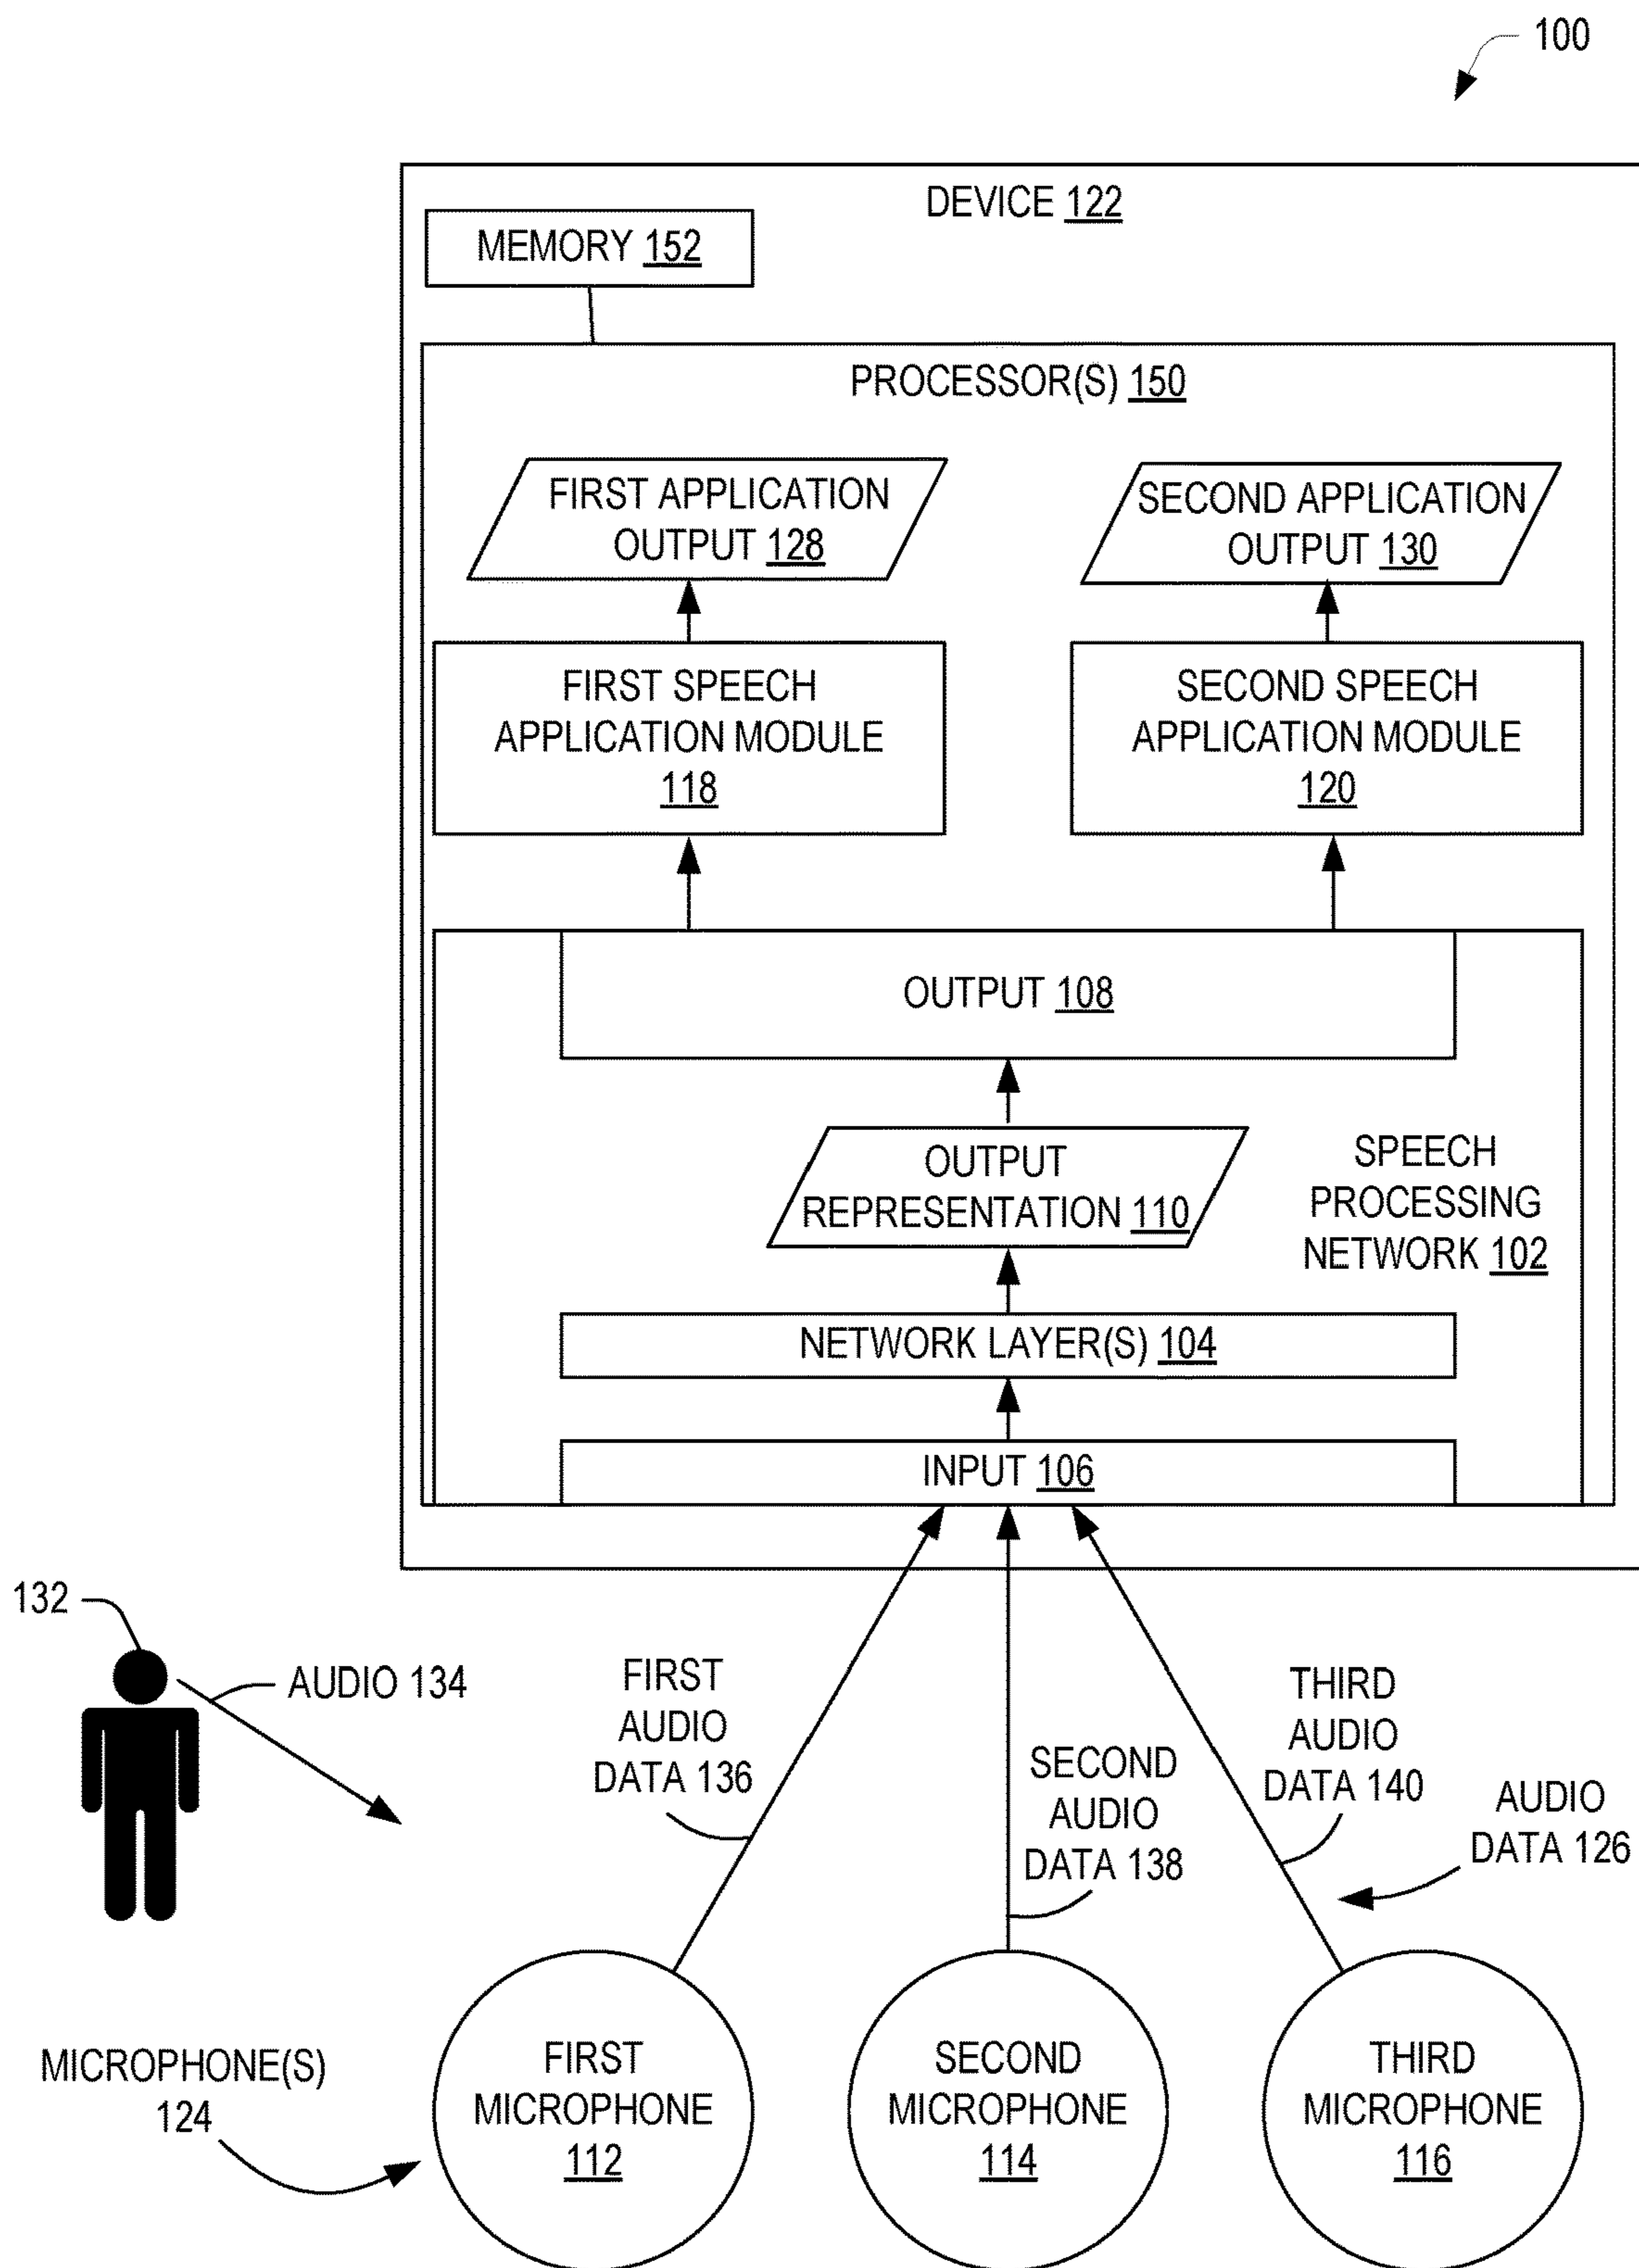 100
DEVICE 122
MEMORY 152
PROCESSOR(S) 150
FIRST APPLICATION
OUTPUT 128
SECOND APPLICATION
OUTPUT 130
FIRST SPEECH
APPLICATION MODULE
118
SECOND SPEECH
APPLICATION MODULE
120
OUTPUT 108
OUTPUT
REPRESENTATION 110
SPEECH
PROCESSING
NETWORK 102
NETWORK LAYER(S) 104
INPUT 106
132
AUDIO 134
FIRST
AUDIO
DATA 136
SECOND
AUDIO
DATA 138
THIRD
AUDIO
DATA 140
AUDIO
DATA 126
MICROPHONE(S)
124
FIRST
MICROPHONE
112
SECOND
MICROPHONE
114
THIRD
MICROPHONE
116